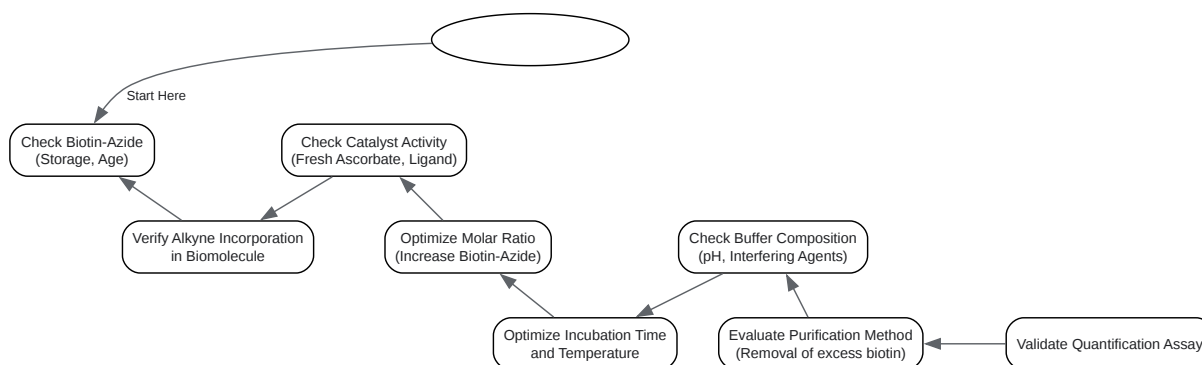 Start Here
Check Biotin-Azide
(Storage, Age)
Check Catalyst Activity
(Fresh Ascorbate, Ligand)
Verify Alkyne Incorporation
in Biomolecule
Optimize Molar Ratio
(Increase Biotin-Azide)
Check Buffer Composition
(pH, Interfering Agents)
Optimize Incubation Time
and Temperature
Evaluate Purification Method
(Removal of excess biotin)
Validate Quantification Assay